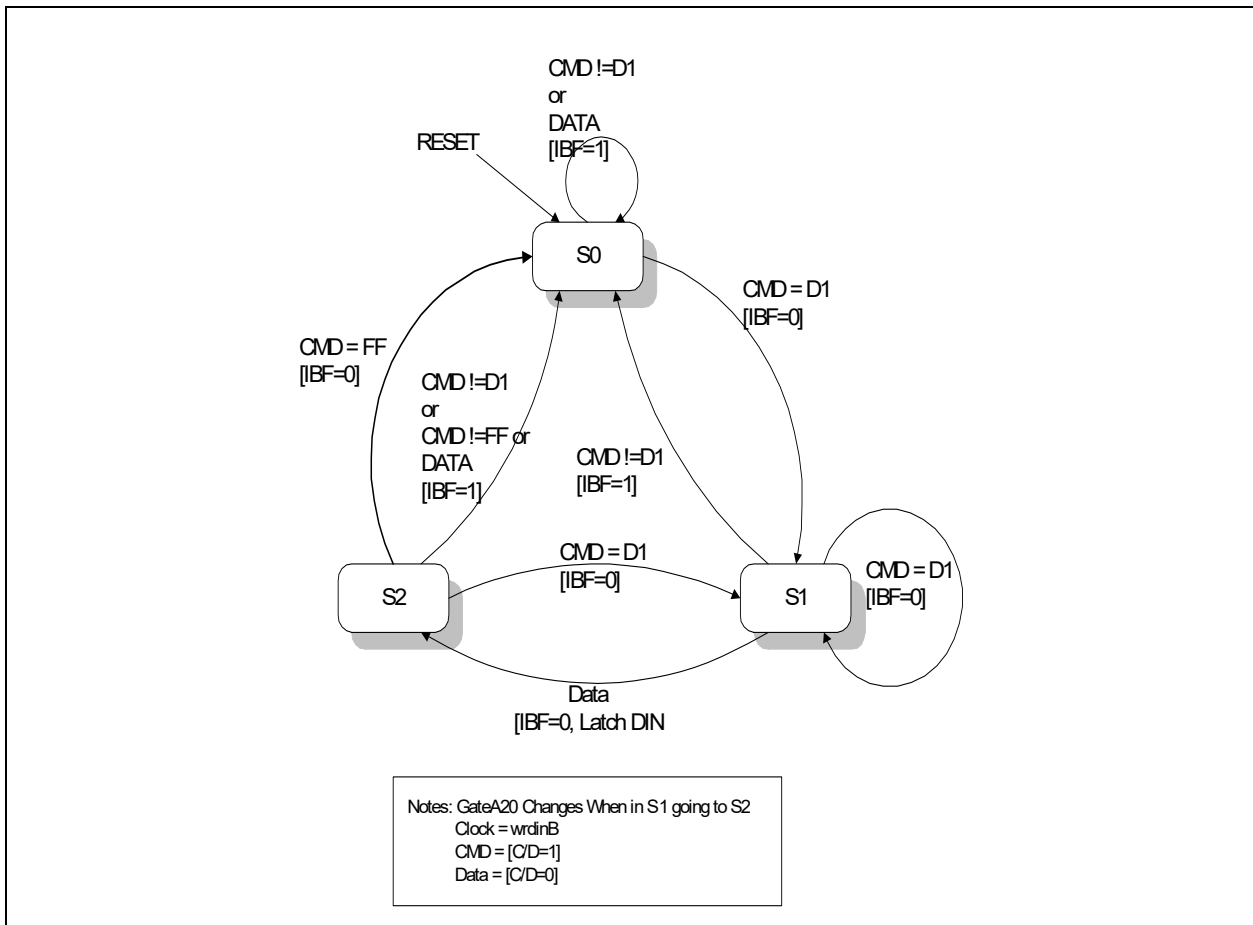 CMD !=D1
or
DATA
[IBF=1]
RESET
S0
CMD = D1
[IBF=0]
CMD = FF
[IBF=0]
CMD !=D1
or
CMD !=FF or
DATA
[IBF=1]
CMD !=D1
[IBF=1]
CMD = D1
[IBF=0]
CMD = D1
[IBF=0]
S2
S1
Data
[IBF=0, Latch DIN
Notes: GateA20 Changes When in S1 going to S2
Clock = wrdinB
CMD = [C/D=1]
Data = [C/D=0]